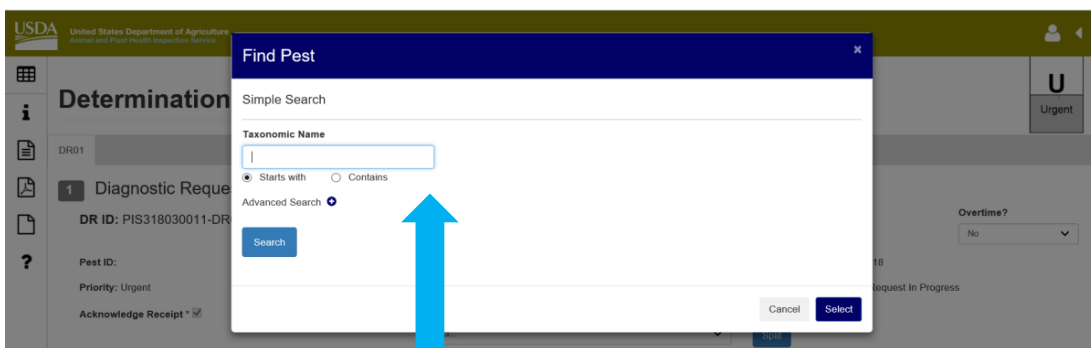 USDA
United States Department of Agriculture
Animal and Plant Health Inspection Service
Find Pest
×
Simple Search
Determination
U
Urgent
Taxonomic Name
DR01
Starts with Contains
Advanced Search
1 Diagnostic Reque
DR ID: PIS318030011-DR
Overtime?
No
Search
Pest ID:
18
Priority: Urgent
Request In Progress
Acknowledge Receipt *
Cancel Select
Split